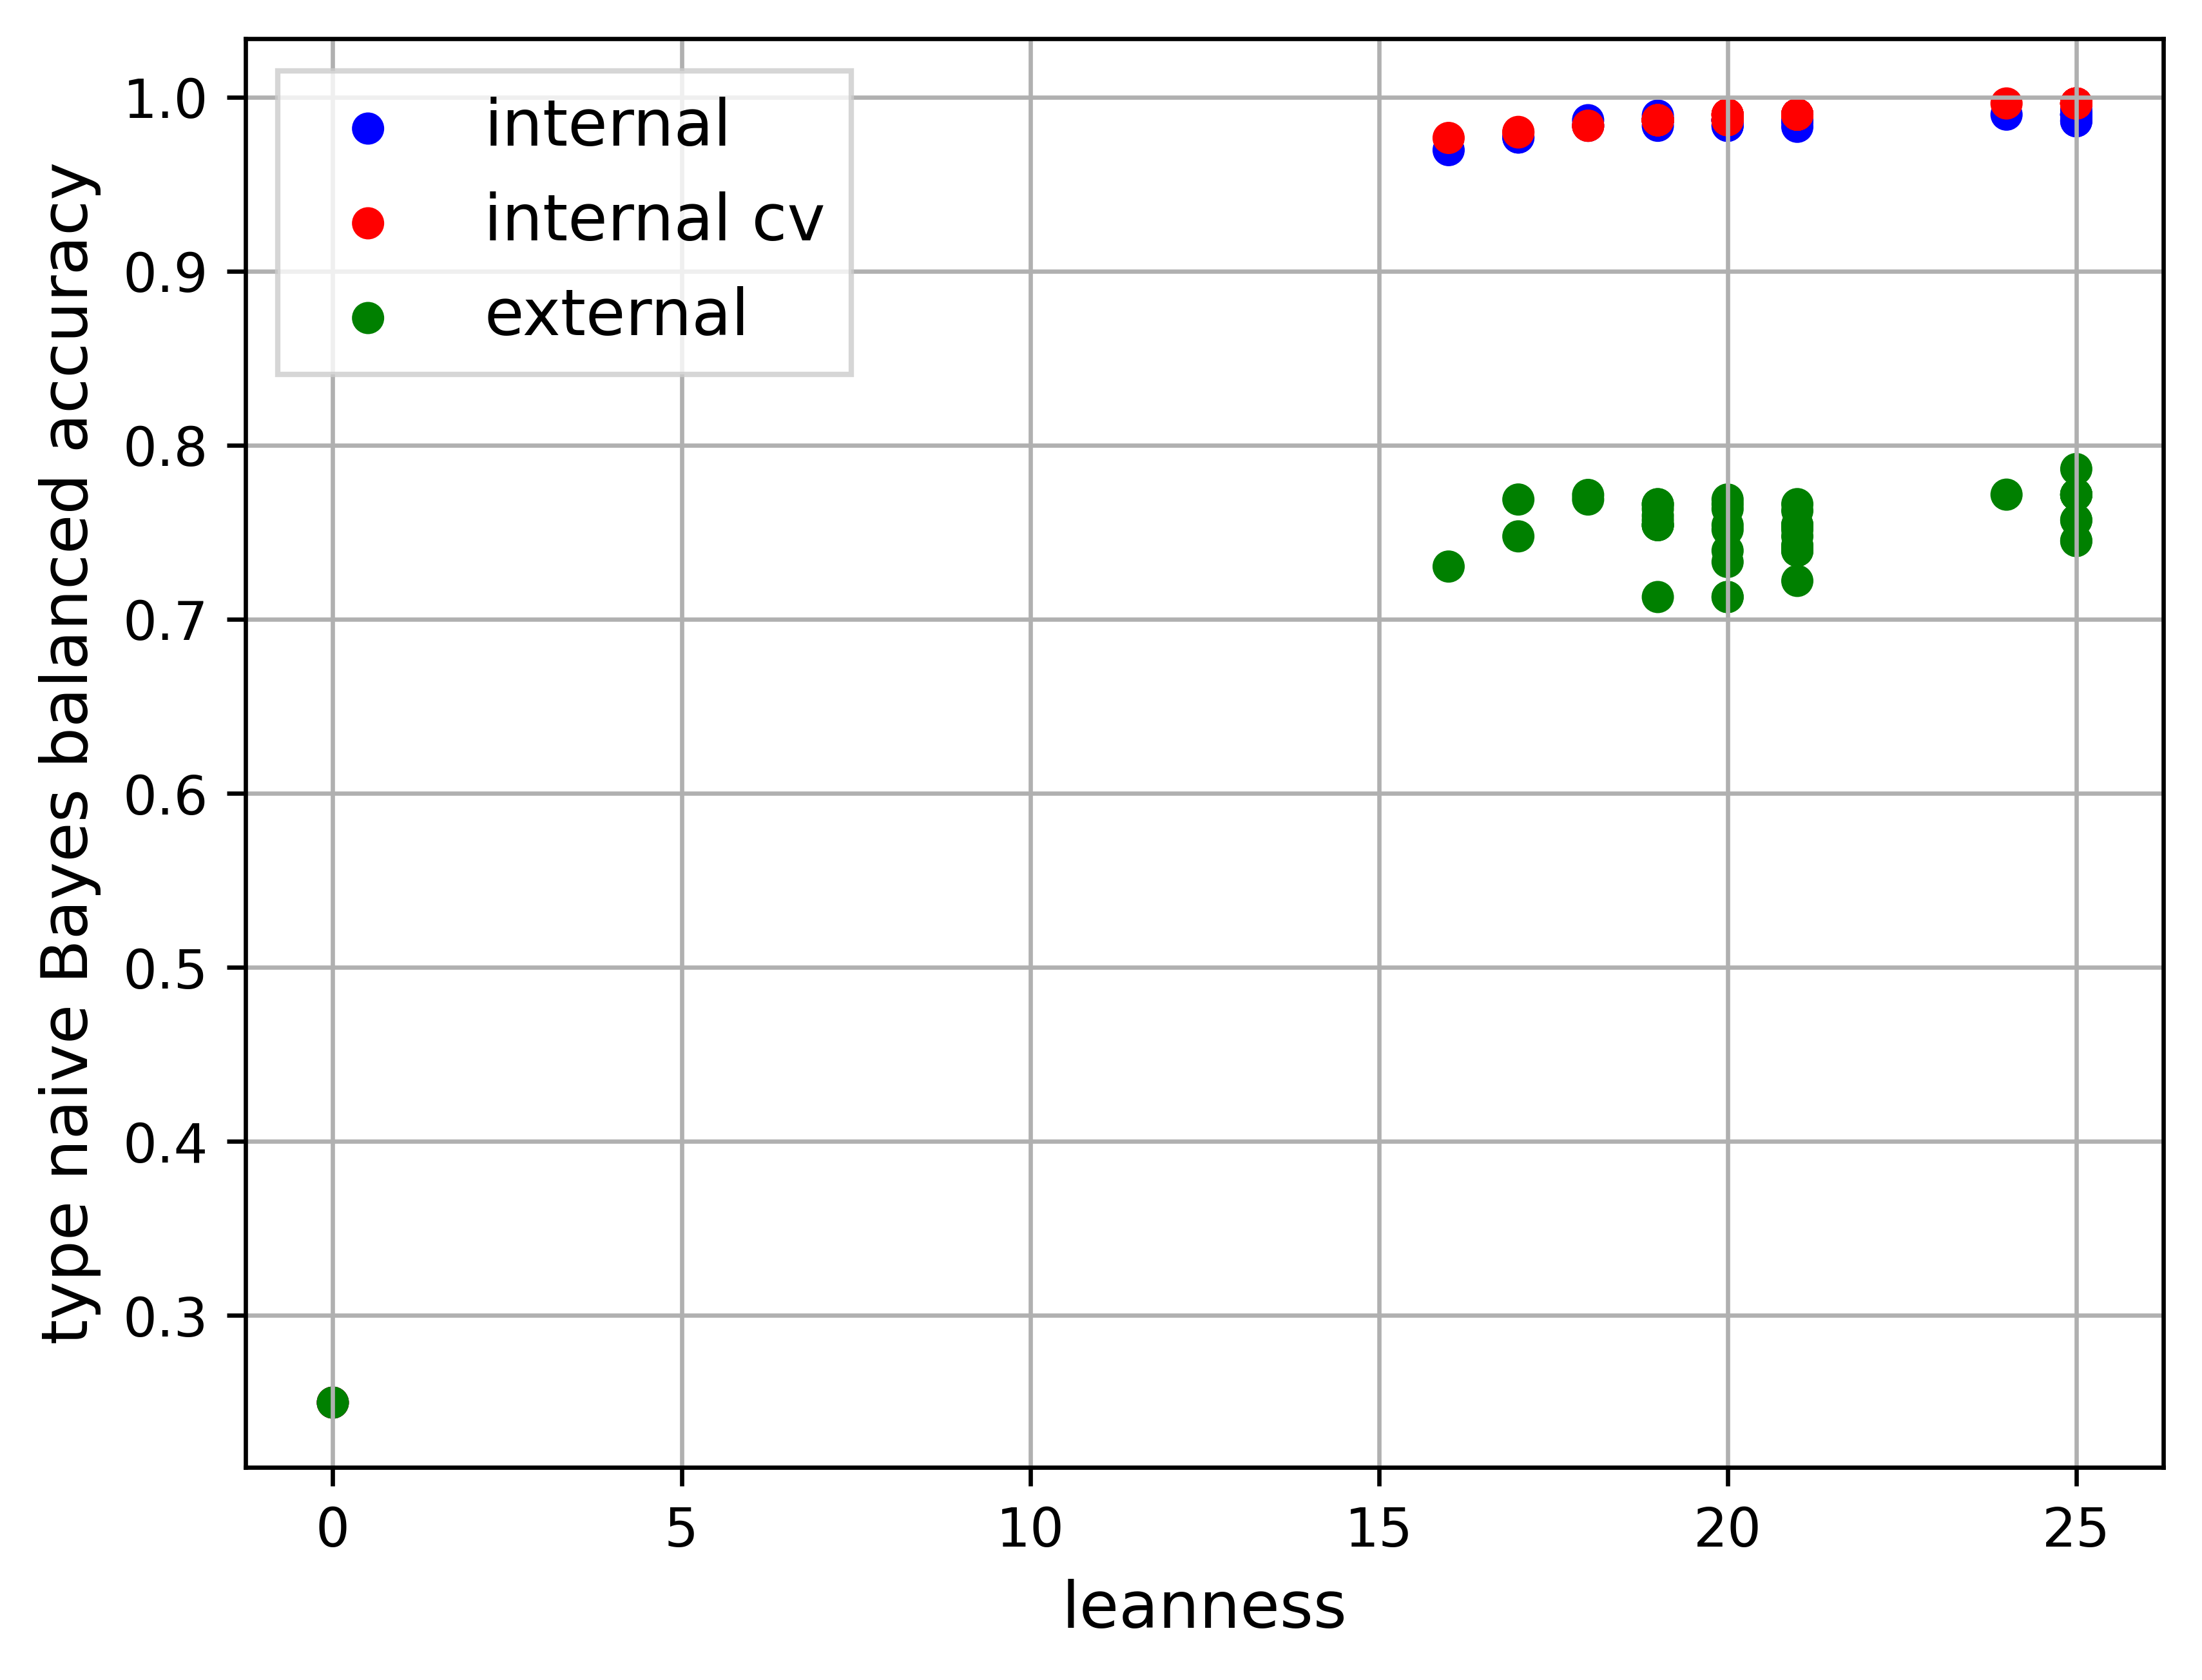 type naive Bayes balanced accuracy
1.0
0.9
0.8
0.7
0.6
0.5
0.4
0.3
internal
internal cv
external
0 5 10 15 20 25
leanness